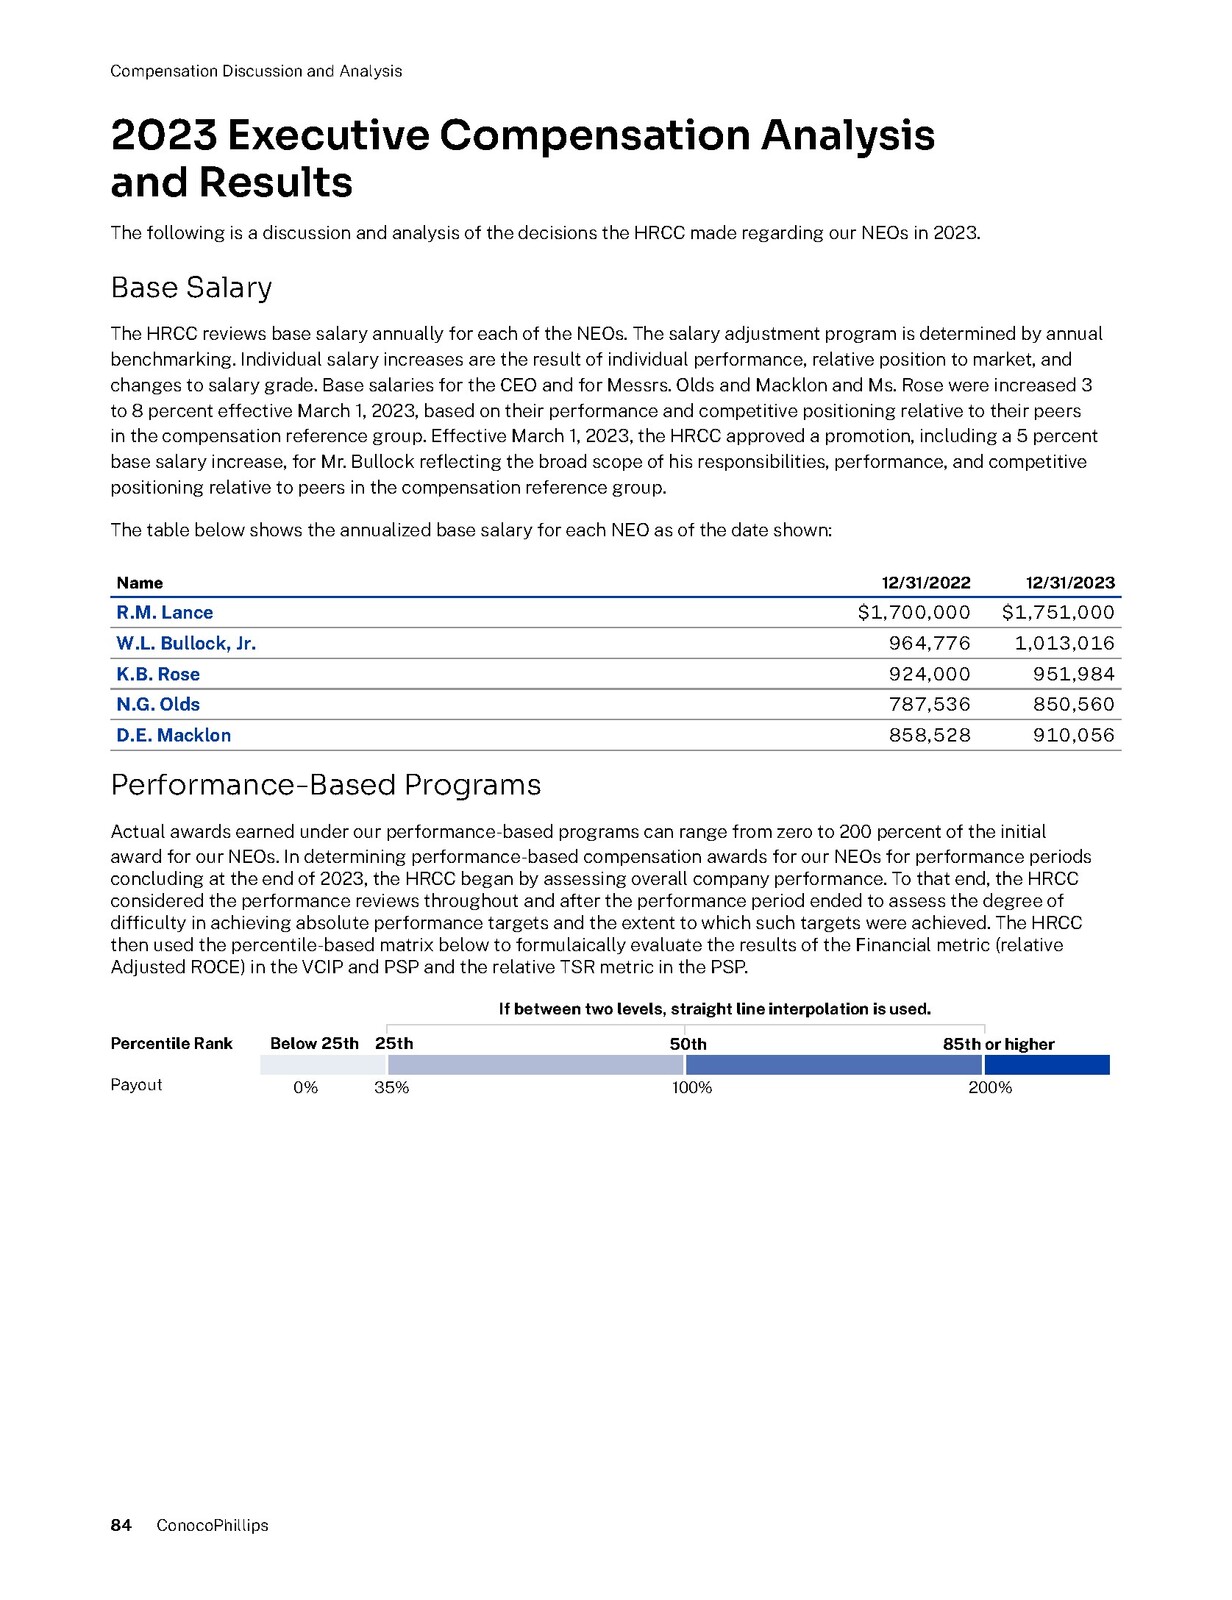 Compensation Discussion and Analysis
2023 Executive Compensation Analysis
and Results
The following is a discussion and analysis of the decisions the HRCC made regarding our NEOs in 2023.
Base Salary
The HRCC reviews base salary annually for each of the NEOs. The salary adjustment program is determined by annual
benchmarking. Individual salary increases are the result of individual performance, relative position to market, and
changes to salary grade. Base salaries for the CEO and for Messrs. Olds and Macklon and Ms. Rose were increased 3
to 8 percent effective March 1, 2023, based on their performance and competitive positioning relative to their peers
in the compensation reference group. Effective March 1, 2023, the HRCC approved a promotion, including a 5 percent
base salary increase, for Mr. Bullock reflecting the broad scope of his responsibilities, performance, and competitive
positioning relative to peers in the compensation reference group.
The table below shows the annualized base salary for each NEO as of the date shown:
Name 12/31/2022 12/31/2023
R.M. Lance $1,700,000 $1,751,000
W.L. Bullock, Jr. 964,776 1,013,016
K.B. Rose 924,000 951,984
N.G. Olds 787,536 850,560
D.E. Macklon 858,528 910,056
Performance-Based Programs
Actual awards earned under our performance-based programs can range from zero to 200 percent of the initial
award for our NEOs. In determining performance-based compensation awards for our NEOs for performance periods
concluding at the end of 2023, the HRCC began by assessing overall company performance. To that end, the HRCC
considered the performance reviews throughout and after the performance period ended to assess the degree of
difficulty in achieving absolute performance targets and the extent to which such targets were achieved. The HRCC
then used the percentile-based matrix below to formulaically evaluate the results of the Financial metric (relative
Adjusted ROCE) in the VCIP and PSP and the relative TSR metric in the PSP.
If between two levels, straight line interpolation is used.
Percentile Rank Below 25th 25th 50th 85th or higher
Payout 0% 35% 100% 200%
84 ConocoPhillips